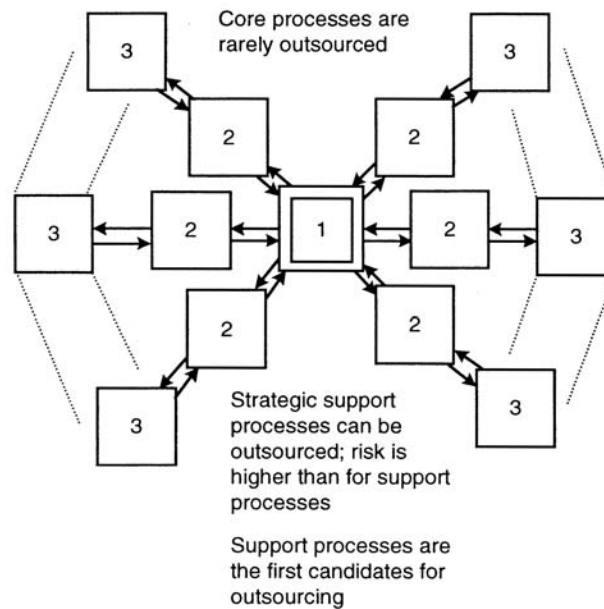 Core processes are
rarely outsourced
3
3
2
2
3
2
1
2
3
2
2
3
3
Strategic support
processes can be
outsourced; risk is
higher than for support
processes
Support processes are
the first candidates for
outsourcing